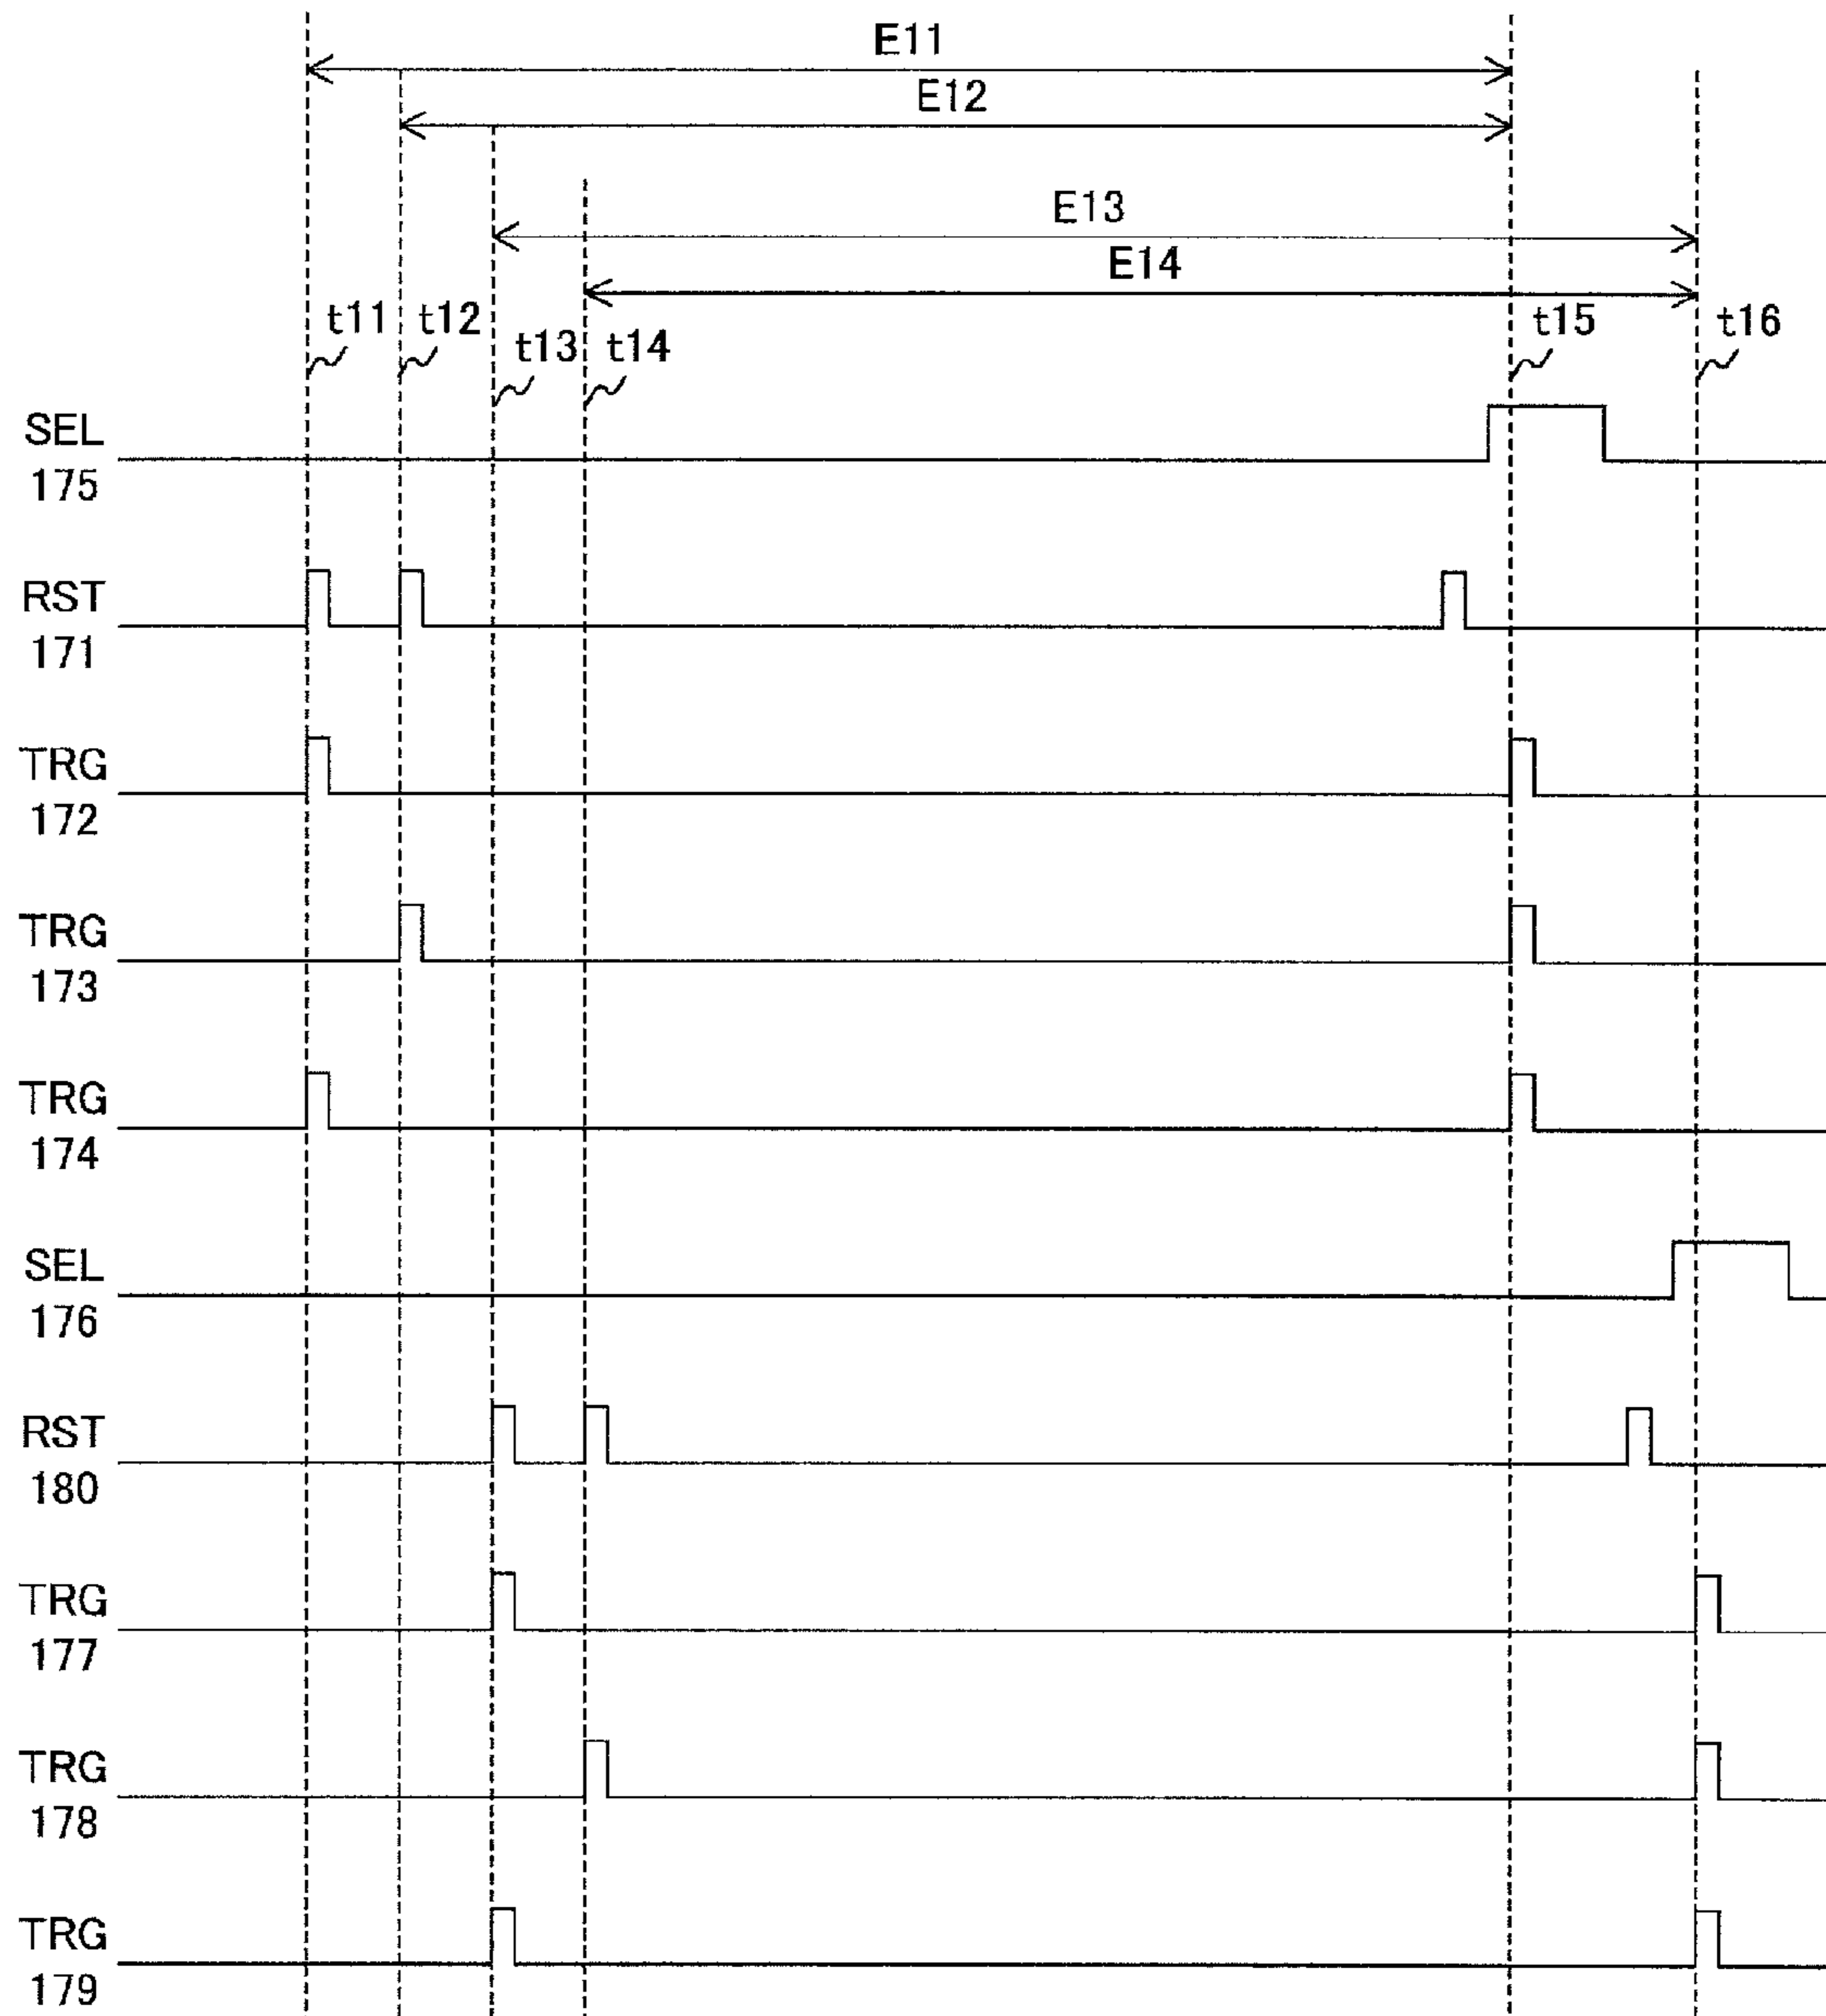 E11
E12
E13
E14
t11 t12 t13 t14 t15 t16
SEL
175
RST
171
TRG
172
TRG
173
TRG
174
SEL
176
RST
180
TRG
177
TRG
178
TRG
179